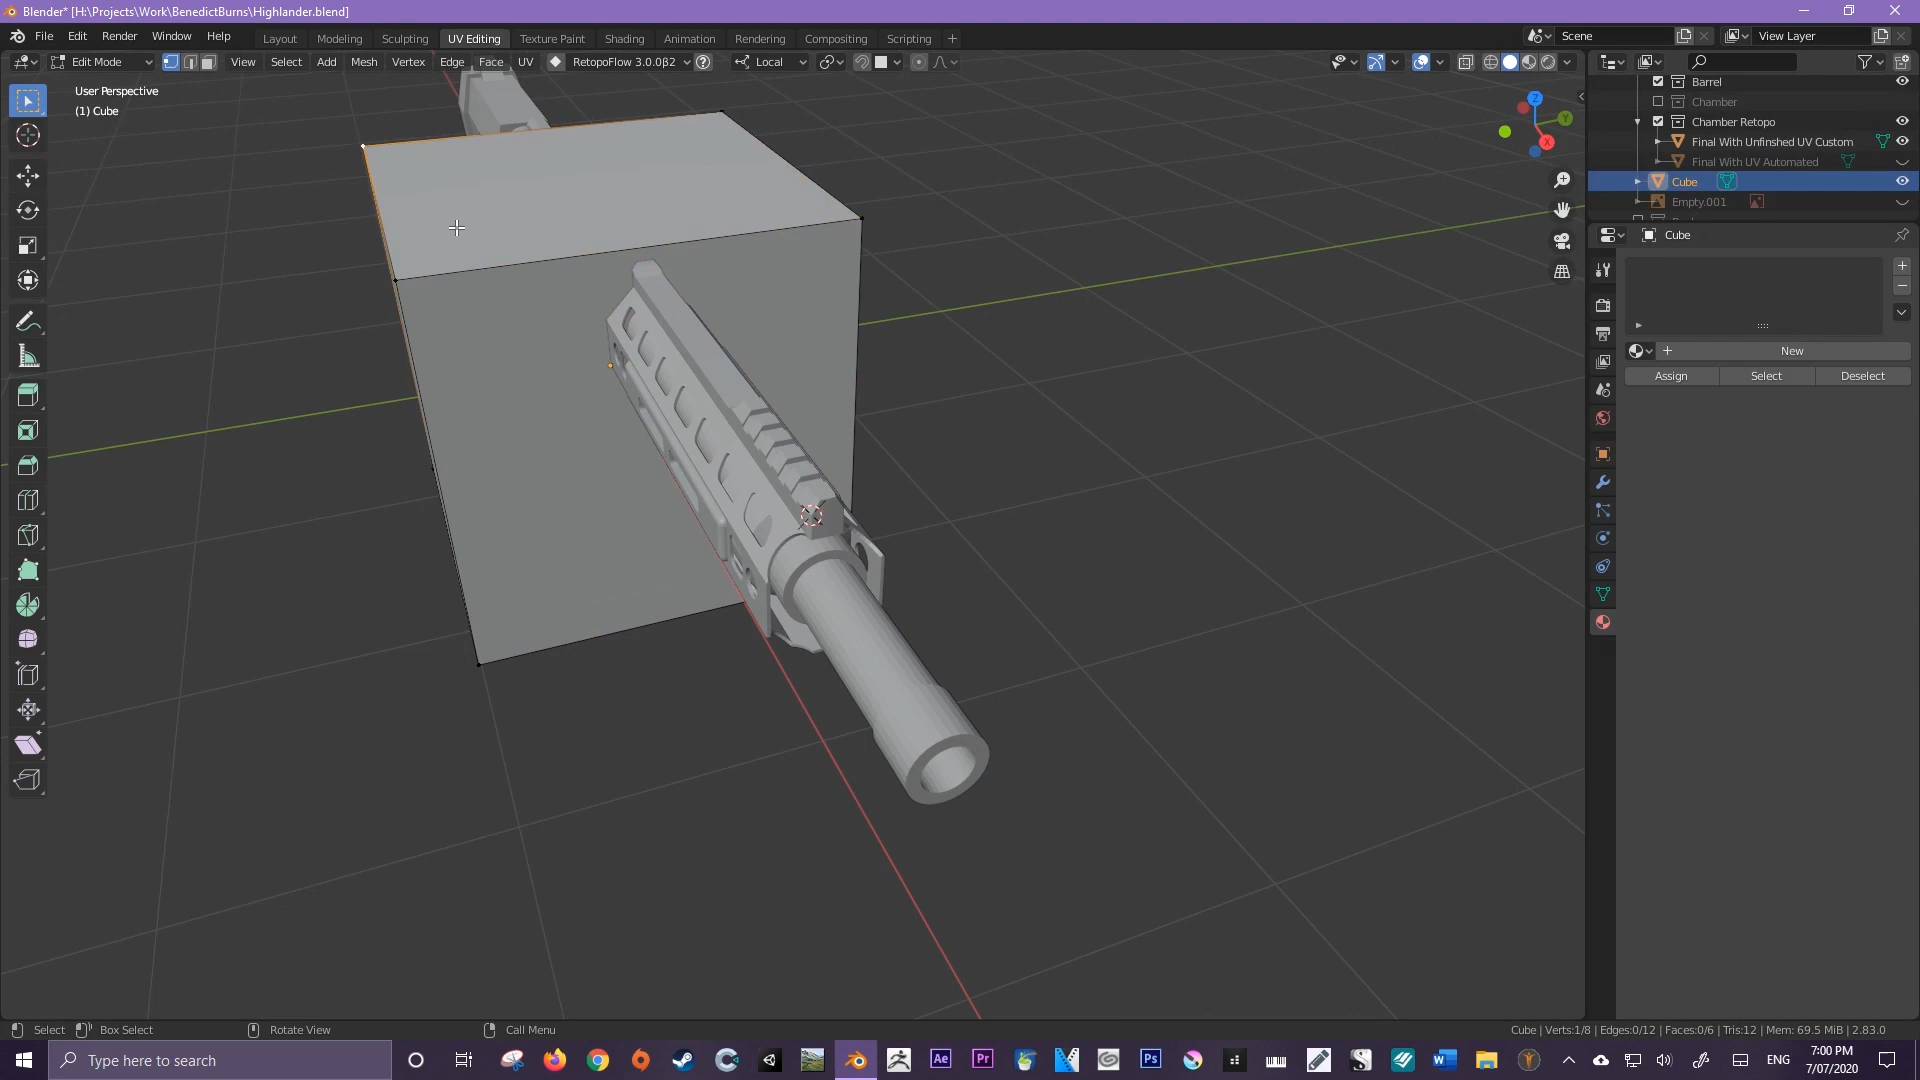 Blender* [H:\Projects\Work\BenedictBurns\Highlander.blend]
File Edit Render Window Help Layout Modeling Sculpting UV Editing Texture Paint Shading Animation Rendering Compositing Scripting + Scene View Layer
Edit Mode View Select Add Mesh Vertex Edge Face UV RetopoFlow 3.0.0β2 Local
User Perspective
(1) Cube
Barrel
Chamber
Chamber Retopo
Final With Unfinshed UV Custom
Final With UV Automated
Cube
Empty.001
Cube
New
Assign Select Deselect
Z
Y
X
Select Box Select Rotate View Call Menu Cube | Verts:1/8 | Edges:0/12 | Faces:0/6 | Tris:12 | Mem: 69.5 MiB | 2.83.0
Type here to search Ae Pr Ps ENG 7:00 PM
7/07/2020